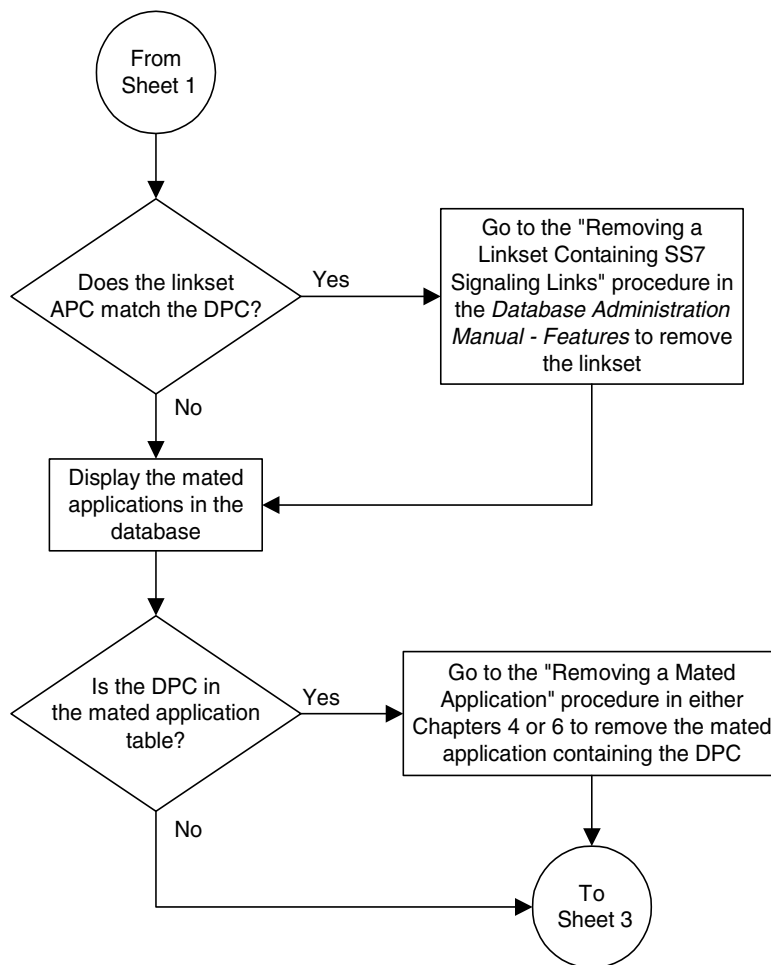 From
Sheet 1
Does the linkset
APC match the DPC?
Yes
Go to the "Removing a
Linkset Containing SS7
Signaling Links" procedure in
the Database Administration
Manual - Features to remove
the linkset
No
Display the mated
applications in the
database
Is the DPC in
the mated application
table?
Yes
Go to the "Removing a Mated
Application" procedure in either
Chapters 4 or 6 to remove the mated
application containing the DPC
No
To
Sheet 3